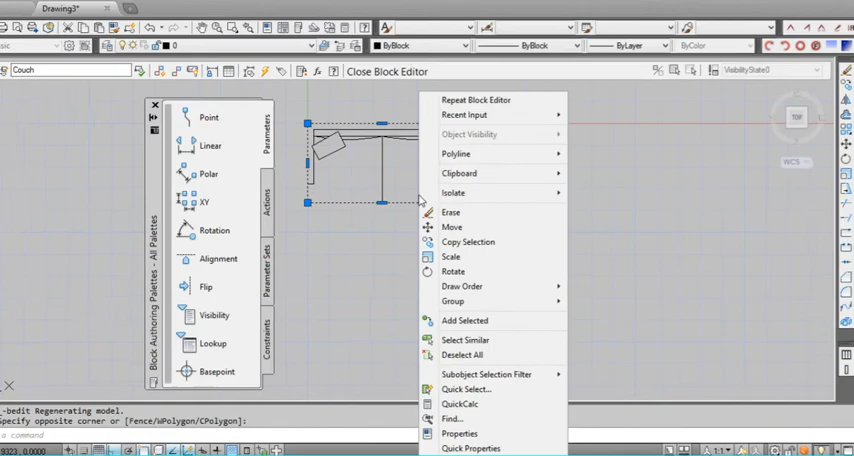 Drawing3*
ByBlock
ByBlock
ByLayer
ByColor
0
Couch
Close Block Editor
VisibilityState0
Point
Linear
Polar
XY
Rotation
Alignment
Flip
Visibility
Lookup
Basepoint
Parameters
Actions
Parameter Sets
Constraints
Block Authoring Palettes - All Palettes
Repeat Block Editor
Recent Input
Object Visibility
Polyline
Clipboard
Isolate
Erase
Move
Copy Selection
Scale
Rotate
Draw Order
Group
Add Selected
Select Similar
Deselect All
Subobject Selection Filter
Quick Select...
QuickCalc
Find...
Properties
Quick Properties
TOP
WCS
-bedit Regenerating model.
Specify opposite corner or [Fence/WPolygon/CPolygon]:
a command
1:1